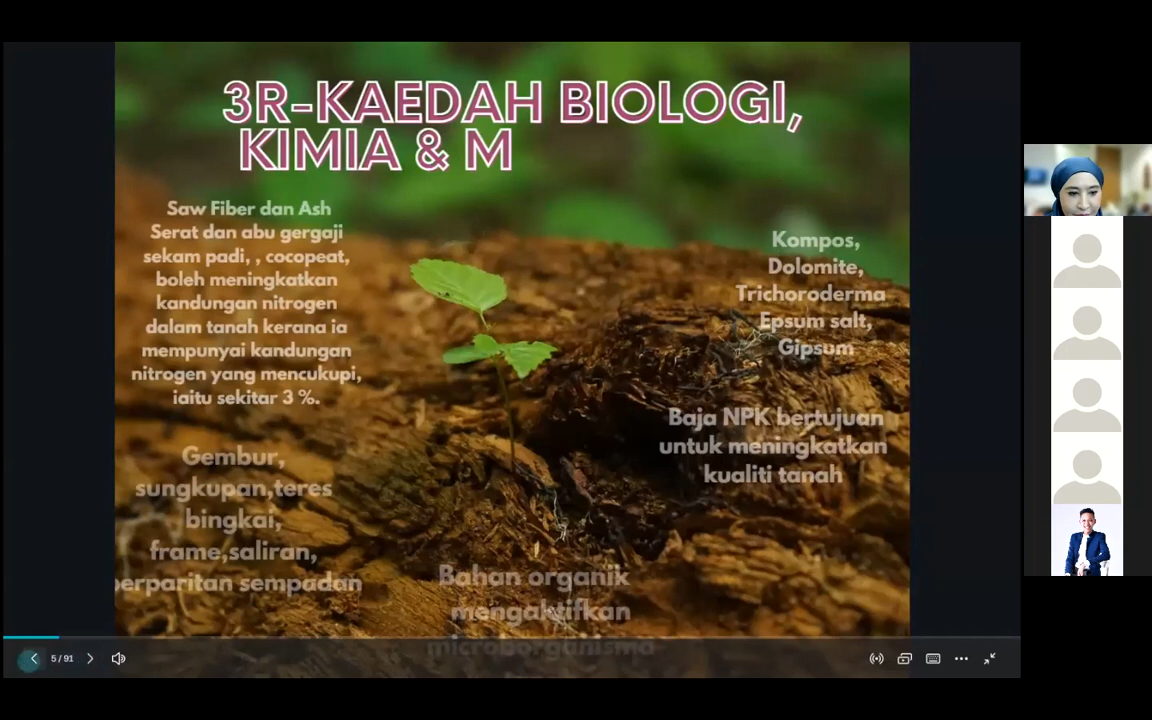 3R-KAEDAH BIOLOGI,
KIMIA & M
Saw Fiber dan Ash
Serat dan abu gergaji
sekam padi, , cocopeat,
boleh meningkatkan
kandungan nitrogen
dalam tanah kerana ia
mempunyai kandungan
nitrogen yang mencukupi,
iaitu sekitar 3 %.
Gembur,
sungkupan,teres
bingkai,
frame,saliran,
perparitan sempadan
Kompos,
Dolomite,
Trichoroderma
Epsum salt,
Gipsum
Baja NPK bertujuan
untuk meningkatkan
kualiti tanah
Bahan organik
mengaktifkan
microborganisma
5 / 91